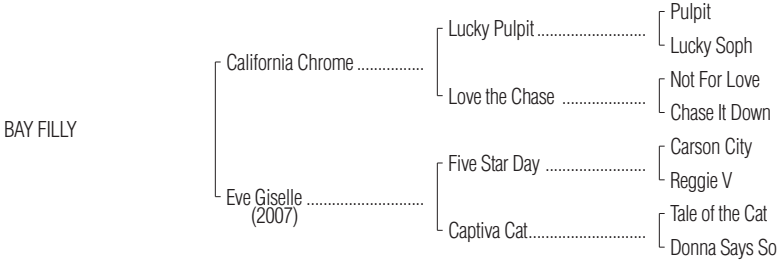 Pulpit
Lucky Pulpit ..........................
Lucky Soph
California Chrome ................
Not For Love
Love the Chase ....................
Chase It Down
BAY FILLY
Carson City
Five Star Day ........................
Reggie V
Eve Giselle ............................
(2007)
Tale of the Cat
Captiva Cat............................
Donna Says So